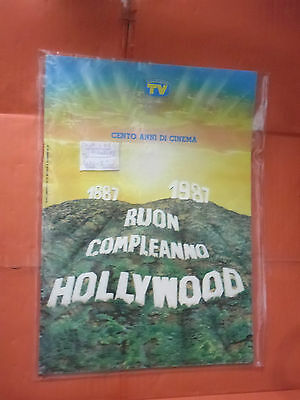 TV
CENTO ANNI DI CINEMA
1887 1987
BUON
COMPLEANNO
HOLLYWOOD